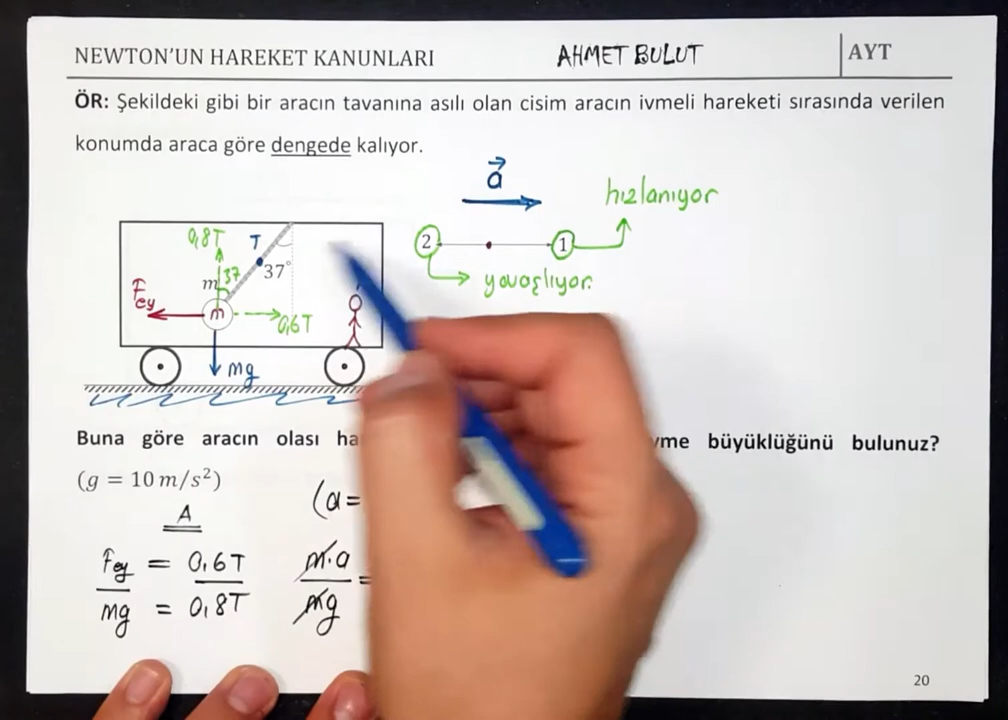 NEWTON'UN HAREKET KANUNLARI AHMET BULUT AYT
ÖR: Şekildeki gibi bir aracın tavanına asılı olan cisim aracın ivmeli hareketi sırasında verilen
konumda araca göre dengede kalıyor.
a
hızlanıyor
0,8T T
2 1
m 37 37°
yavaşlıyor.
Fey m 0,6T
mg
Buna göre aracın olası büyüklüğünü bulunuz?
(g = 10 m/s²)
A (a=
Fey = 0,6T m.a =
mg = 0,8T mg
20